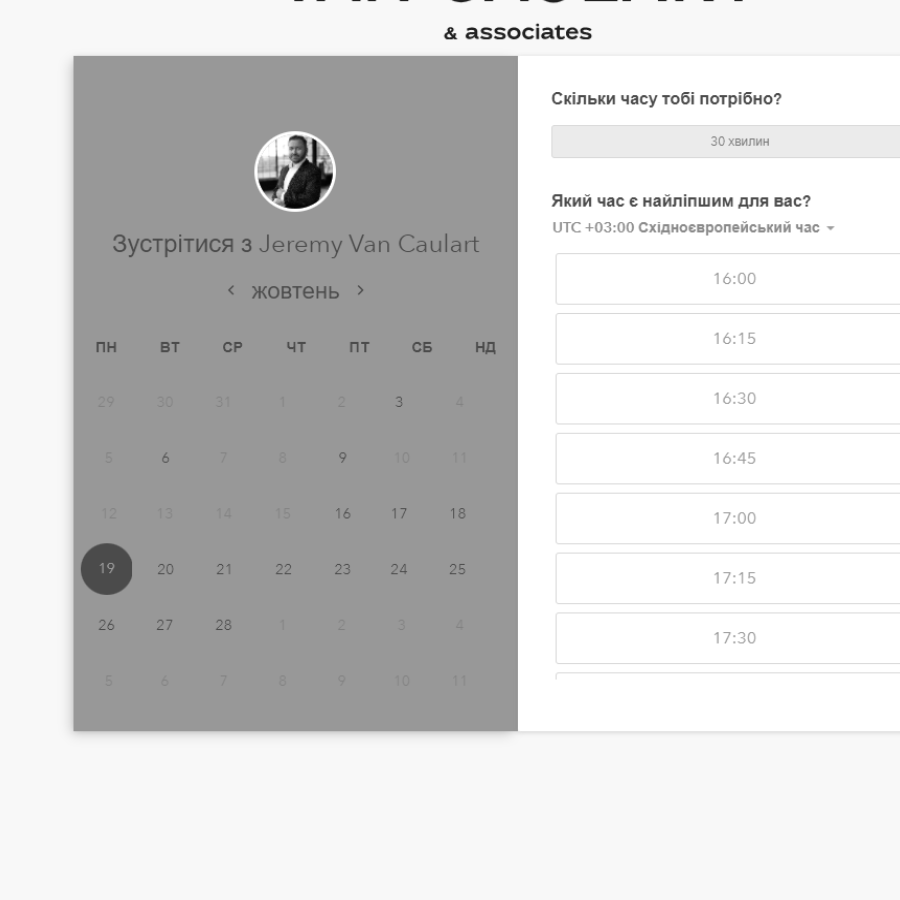 & associates
Зустрітися з Jeremy Van Caulart
жовтень
ПН ВТ СР ЧТ ПТ СБ НД
29 30 31 1 2 3 4
5 6 7 8 9 10 11
12 13 14 15 16 17 18
19 20 21 22 23 24 25
26 27 28 1 2 3 4
5 6 7 8 9 10 11
Скільки часу тобі потрібно?
30 хвилин
Який час є найліпшим для вас?
UTC +03:00 Східноєвропейський час
16:00
16:15
16:30
16:45
17:00
17:15
17:30